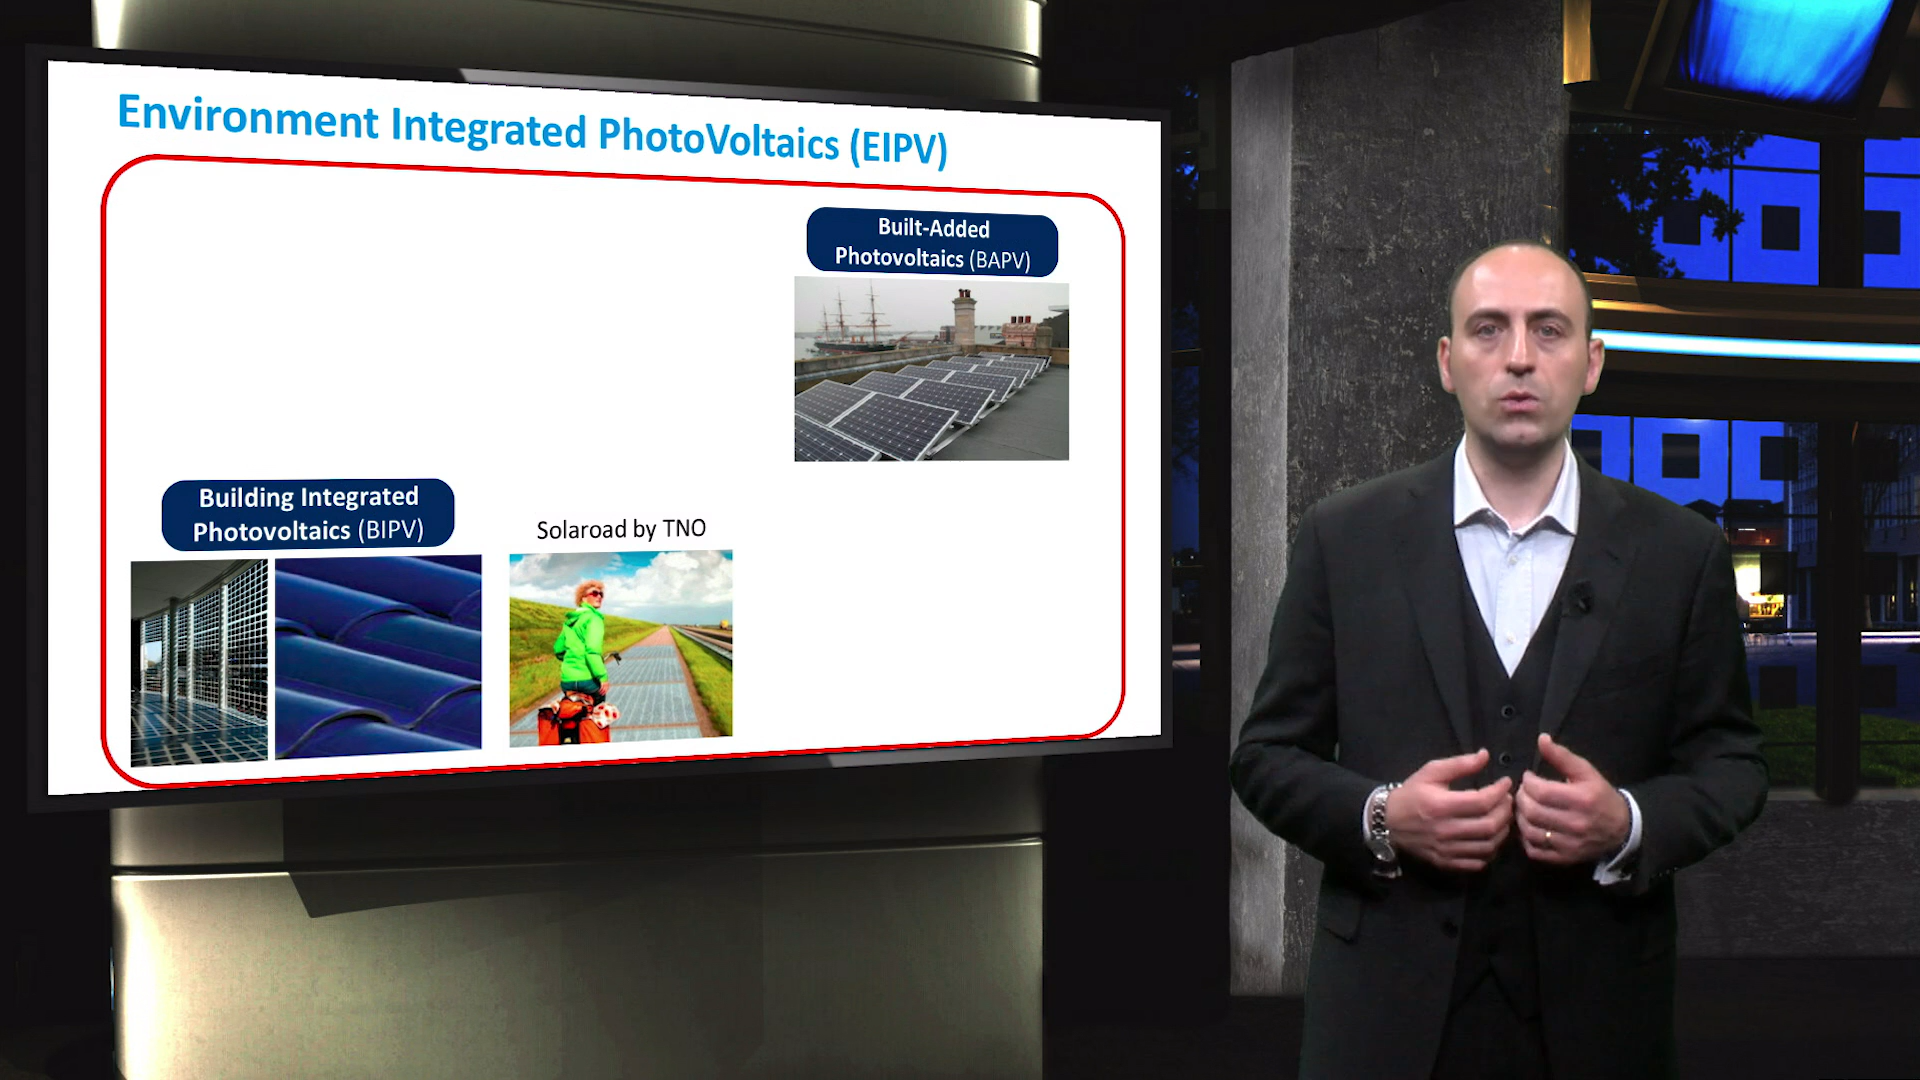 Environment Integrated PhotoVoltaics (EIPV)
Built-Added
Photovoltaics (BAPV)
Building Integrated
Photovoltaics (BIPV)
Solaroad by TNO